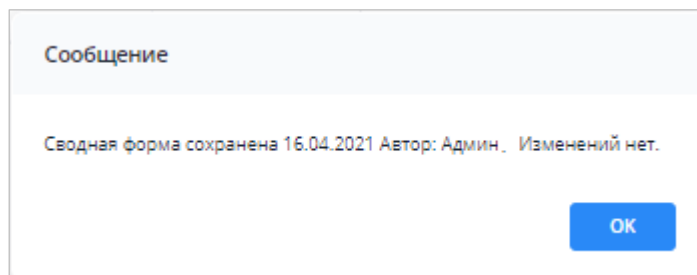 Сообщение
Сводная форма сохранена 16.04.2021 Автор: Админ.  Изменений нет.
ОК